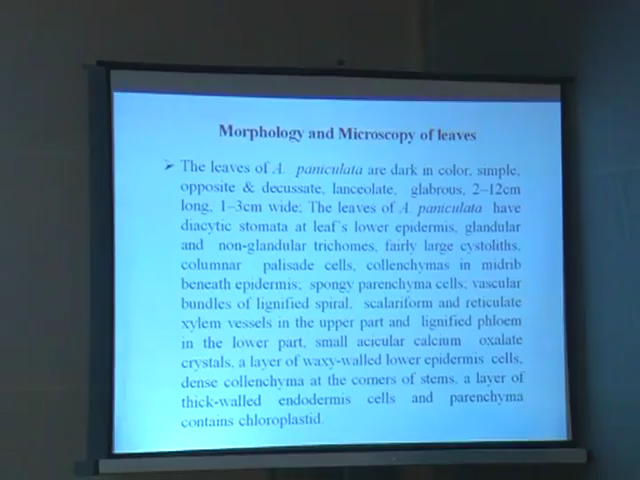 Morphology and Microscopy of leaves
➢ The leaves of A. paniculata are dark in color, simple,
opposite & decussate, lanceolate, glabrous, 2–12cm
long, 1–3cm wide; The leaves of A. paniculata have
diacytic stomata at leaf's lower epidermis, glandular
and non-glandular trichomes, fairly large cystoliths,
columnar palisade cells, collenchymas in midrib
beneath epidermis; spongy parenchyma cells; vascular
bundles of lignified spiral, scalariform and reticulate
xylem vessels in the upper part and lignified phloem
in the lower part, small acicular calcium oxalate
crystals, a layer of waxy-walled lower epidermis cells,
dense collenchyma at the corners of stems, a layer of
thick-walled endodermis cells and parenchyma
contains chloroplastid.